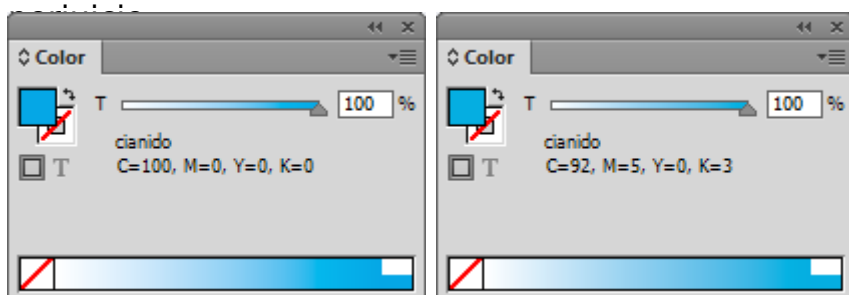 Color
T 100 %
cianido
C=100, M=0, Y=0, K=0
T
Color
T 100 %
cianido
C=92, M=5, Y=0, K=3
T